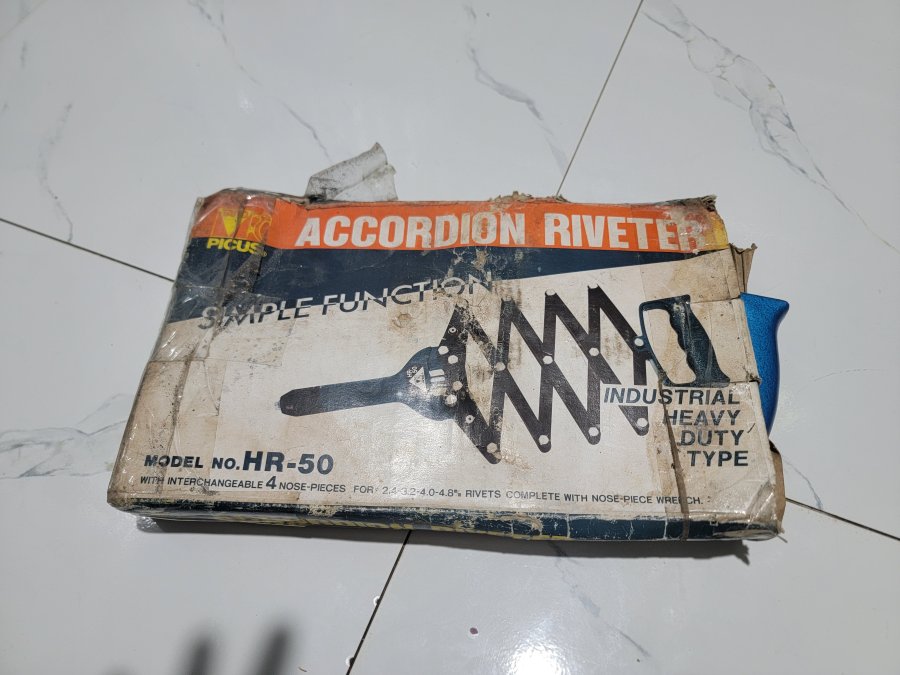 PICUS
ACCORDION RIVETER
SIMPLE FUNCTION
INDUSTRIAL
HEAVY
DUTY
TYPE
MODEL NO. HR-50
WITH INTERCHANGEABLE 4 NOSE-PIECES FOR 2.4-3.2-4.0-4.8% RIVETS COMPLETE WITH NOSE-PIECE WRENCH.